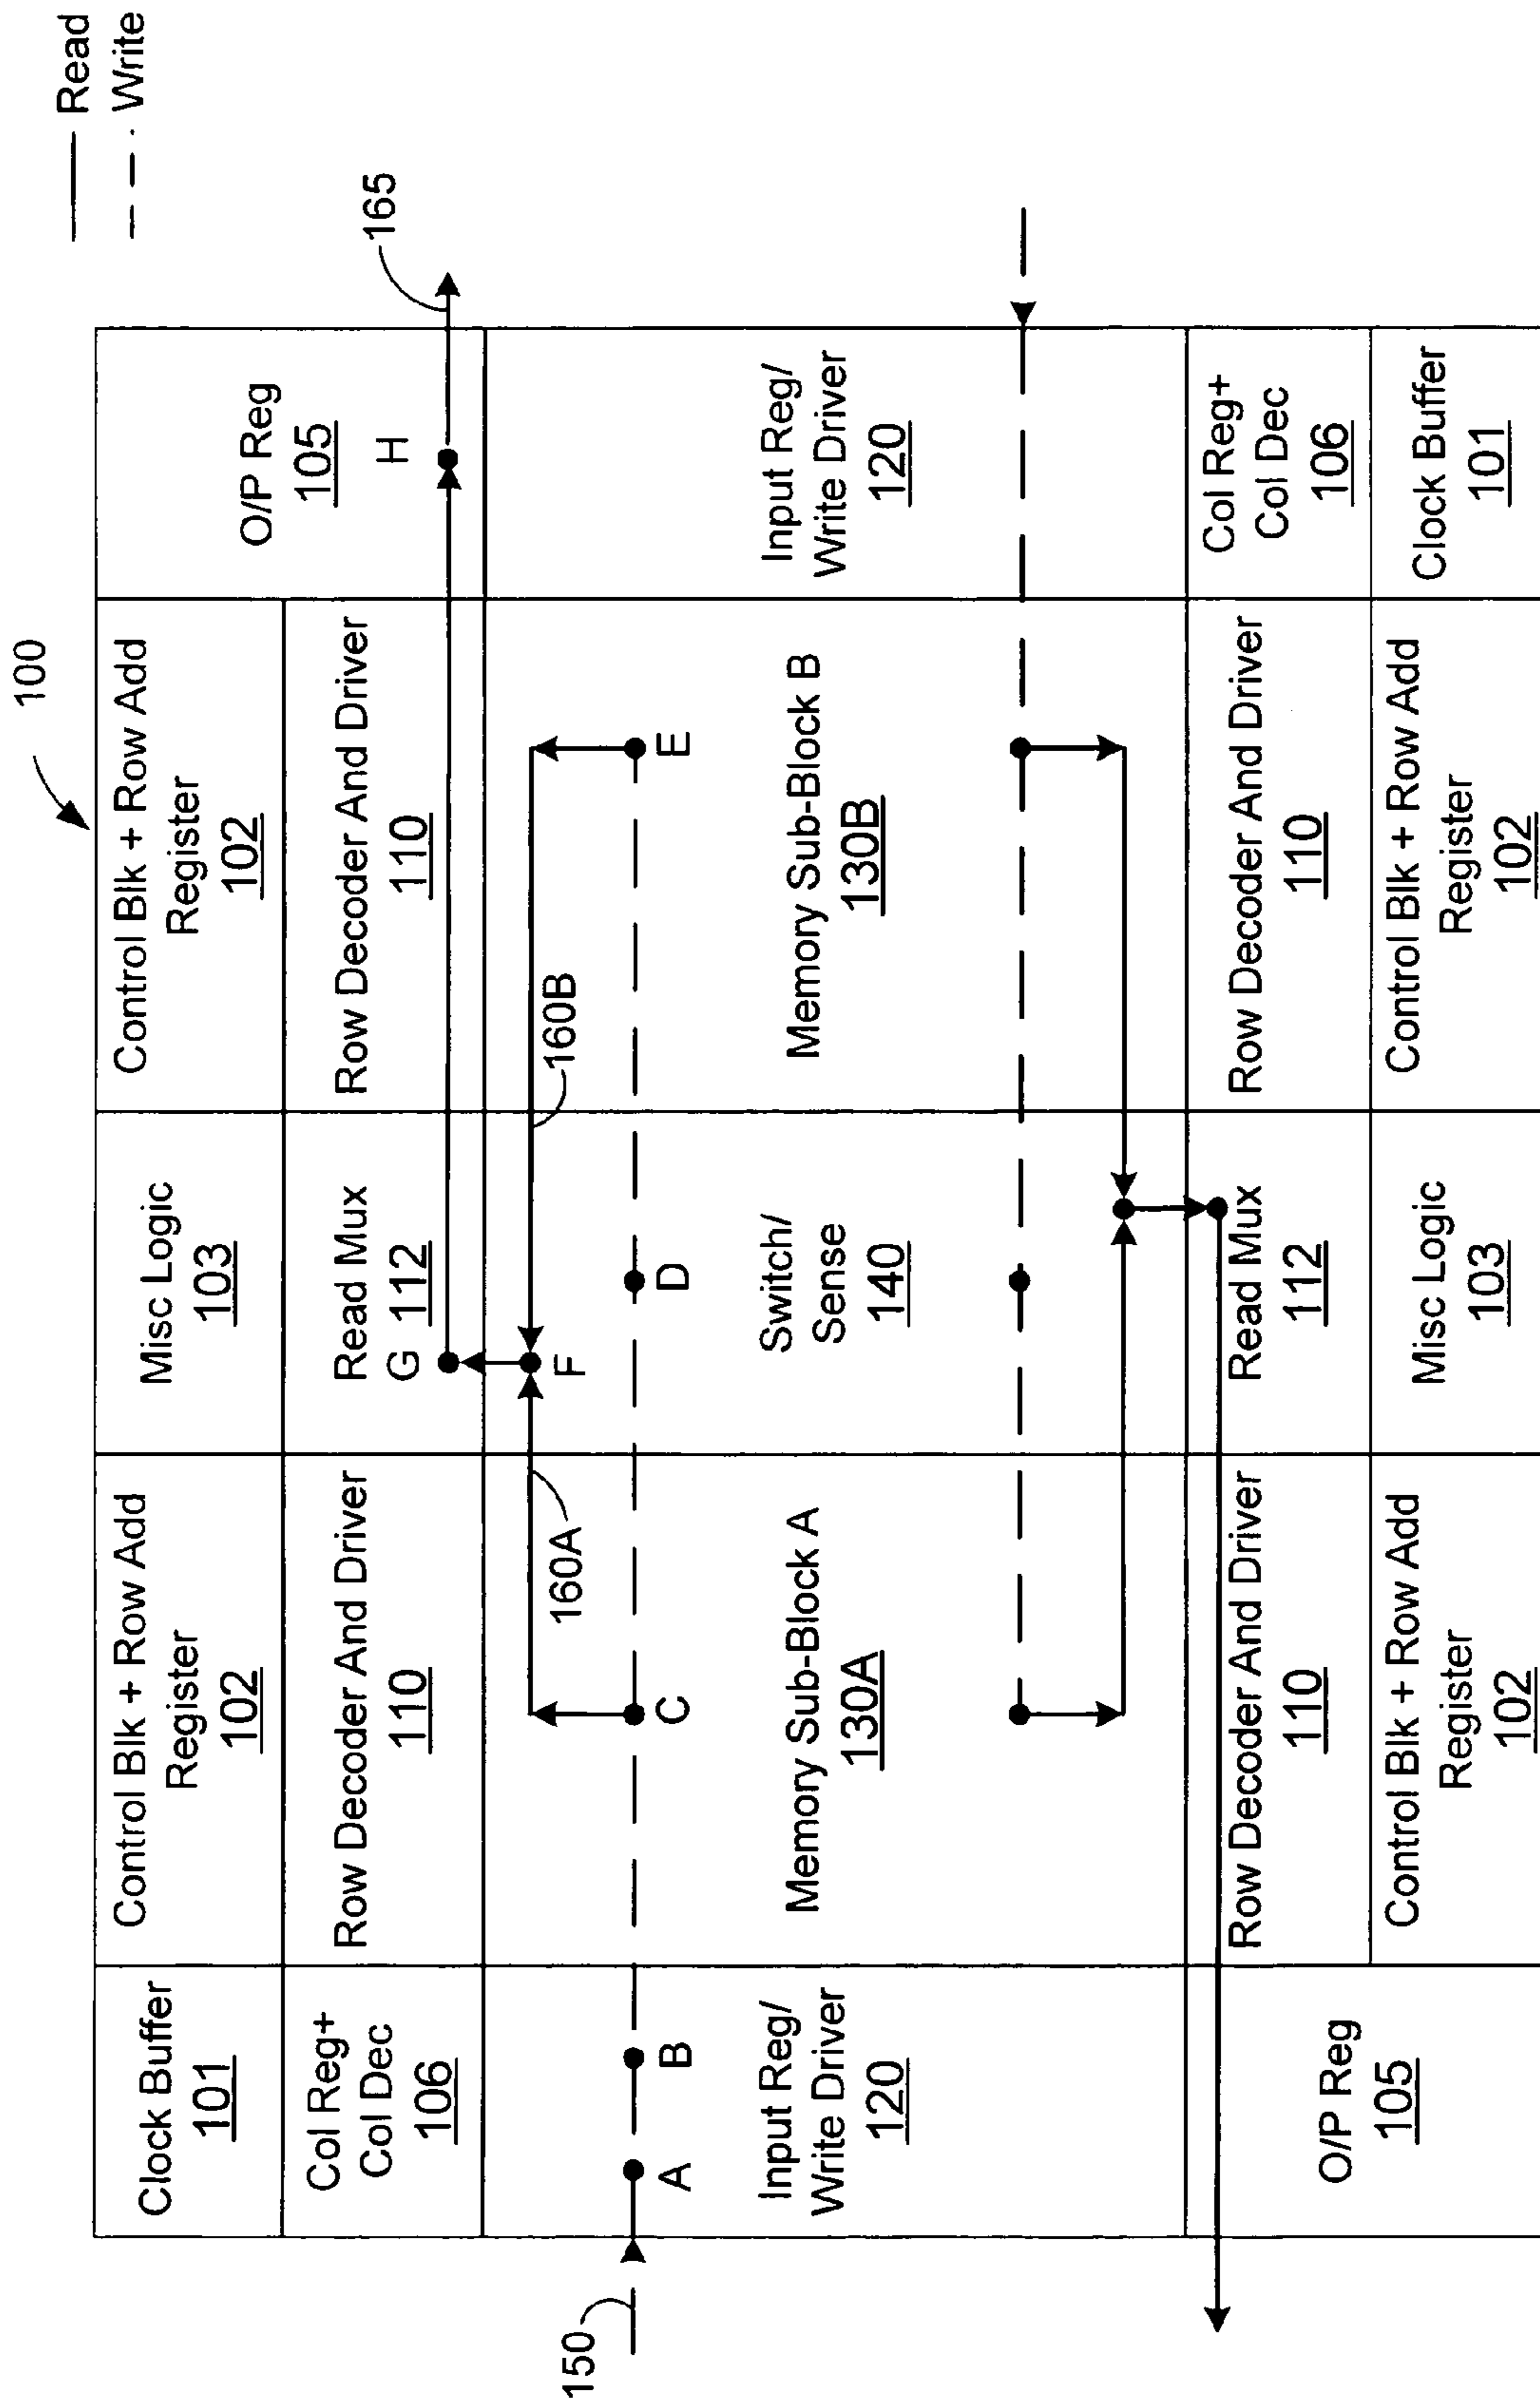 100
Read
Write
165
Clock Buffer
101
Control Blk + Row Add
Register
102
Misc Logic
103
Control Blk + Row Add
Register
102
O/P Reg
105
H
Col Reg+
Col Dec
106
Row Decoder And Driver
110
Read Mux
G 112
Row Decoder And Driver
110
150
A
B
160A
C
F
D
160B
E
Input Reg/
Write Driver
120
Memory Sub-Block A
130A
Switch/
Sense
140
Memory Sub-Block B
130B
Input Reg/
Write Driver
120
O/P Reg
105
Row Decoder And Driver
110
Read Mux
112
Row Decoder And Driver
110
Col Reg+
Col Dec
106
Control Blk + Row Add
Register
102
Misc Logic
103
Control Blk + Row Add
Register
102
Clock Buffer
101